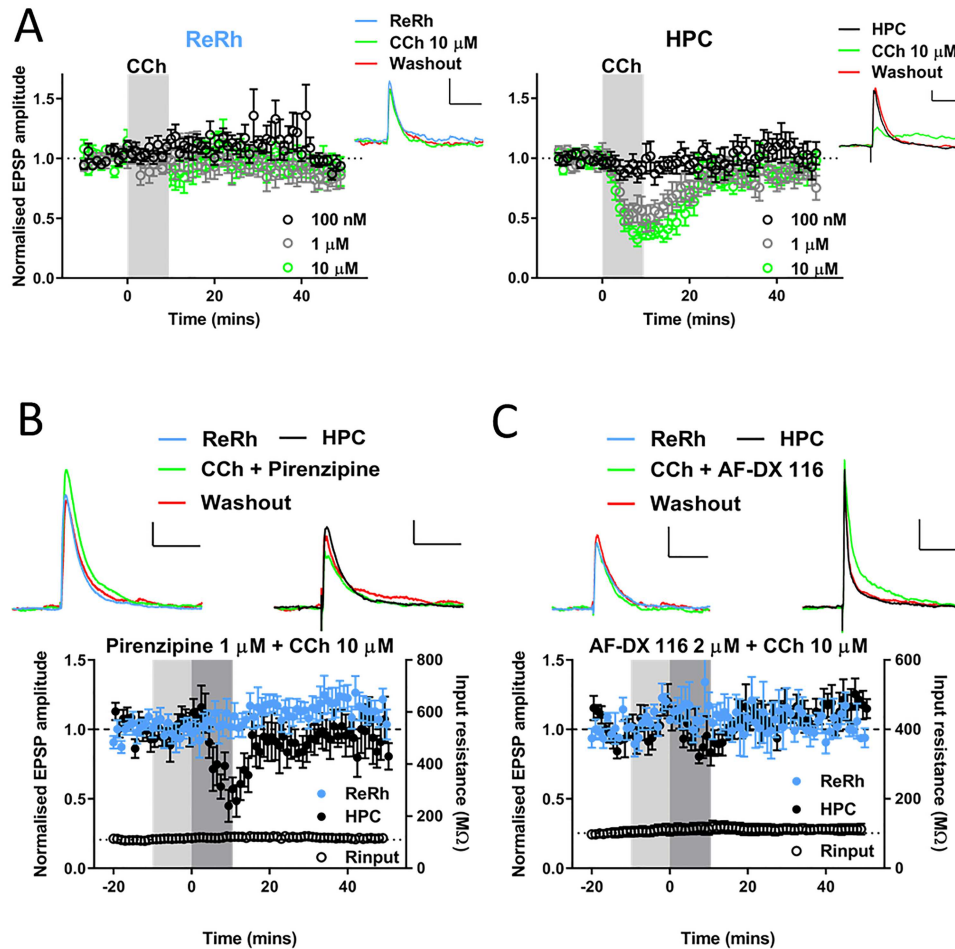 A
ReRh
ReRh
CCh 10 μM
Washout
CCh
Normalised EPSP amplitude
1.5
1.0
0.5
0.0
100 nM
1 μM
10 μM
0
20
40
Time (mins)
HPC
HPC
CCh 10 μM
Washout
CCh
1.5
1.0
0.5
0.0
100 nM
1 μM
10 μM
0
20
40
Time (mins)
B
ReRh HPC
CCh + Pirenzipine
Washout
Pirenzipine 1 μM + CCh 10 μM
Normalised EPSP amplitude
1.5
1.0
0.5
0.0
800
600
400
200
0
Input resistance (MΩ)
ReRh
HPC
Rinput
-20
0
20
40
Time (mins)
C
ReRh HPC
CCh + AF-DX 116
Washout
AF-DX 116 2 μM + CCh 10 μM
Normalised EPSP amplitude
1.5
1.0
0.5
0.0
600
400
200
0
Input resistance (MΩ)
ReRh
HPC
Rinput
-20
0
20
40
Time (mins)